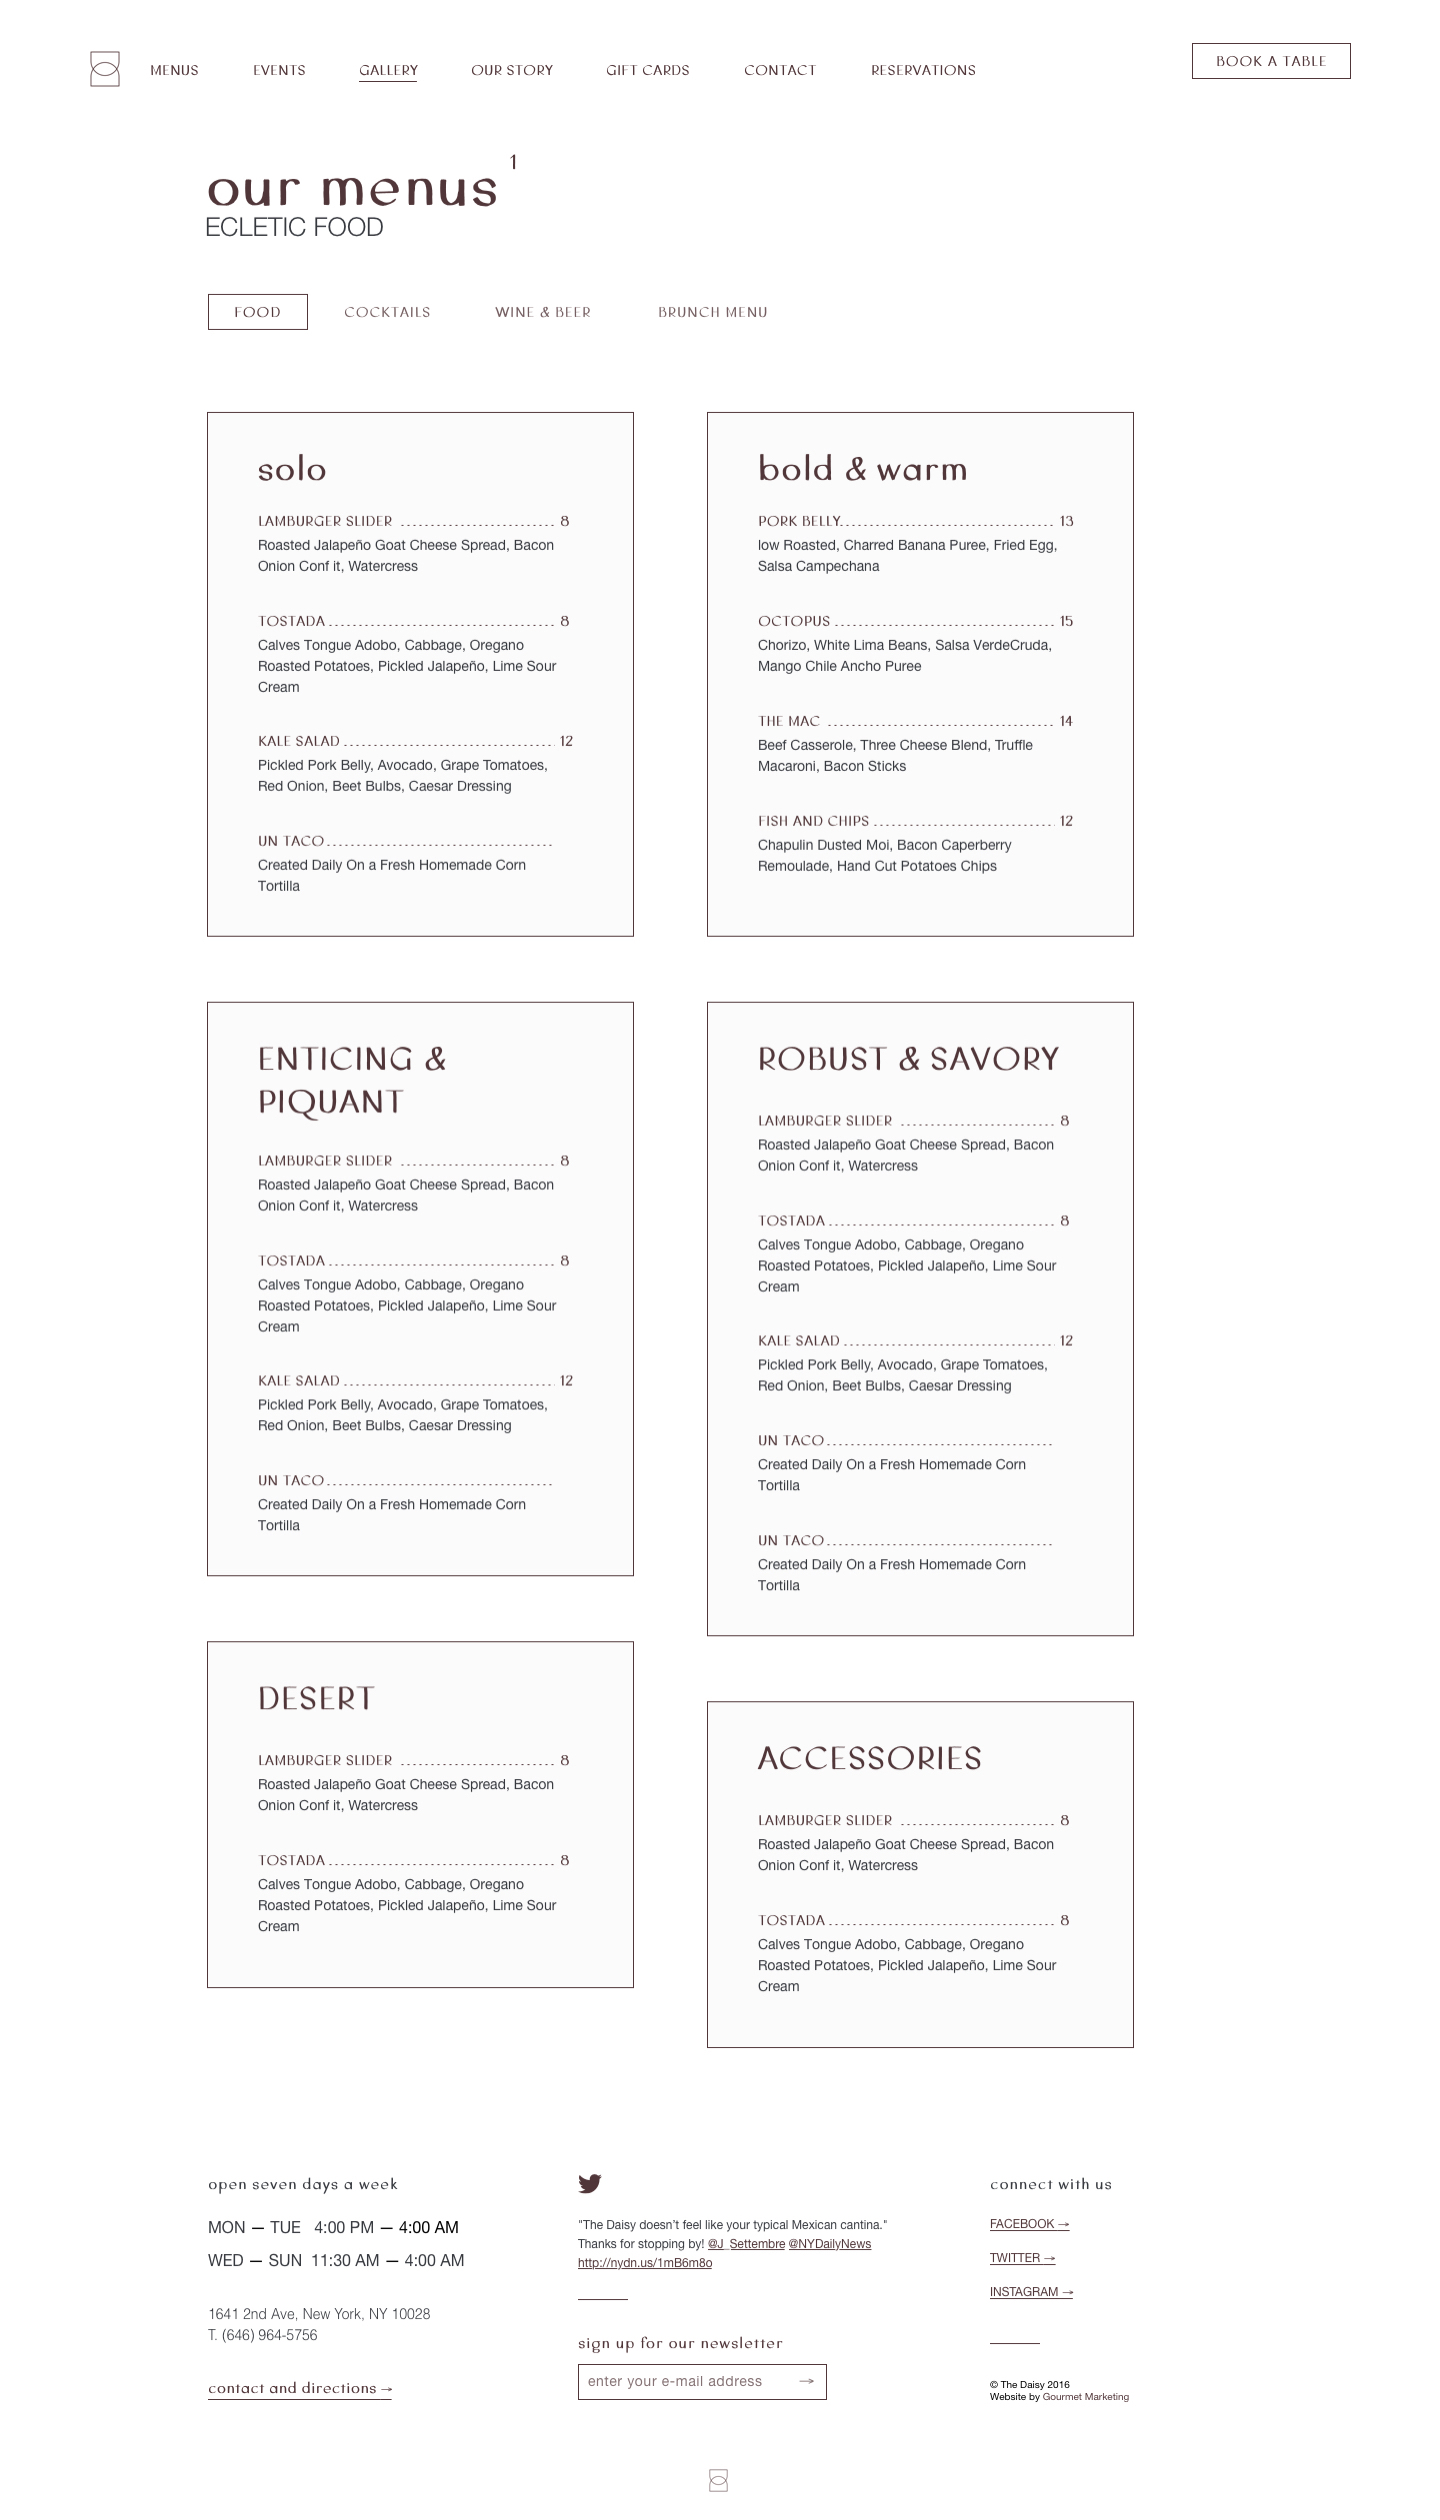 MENUS EVENTS GALLERY OUR STORY GIFT CARDS CONTACT RESERVATIONS BOOK A TABLE
our menus 1
ECLETIC FOOD
FOOD COCKTAILS WINE & BEER BRUNCH MENU
solo
LAMBURGER SLIDER 8
Roasted Jalapeño Goat Cheese Spread, Bacon
Onion Conf it, Watercress
TOSTADA 8
Calves Tongue Adobo, Cabbage, Oregano
Roasted Potatoes, Pickled Jalapeño, Lime Sour
Cream
KALE SALAD 12
Pickled Pork Belly, Avocado, Grape Tomatoes,
Red Onion, Beet Bulbs, Caesar Dressing
UN TACO
Created Daily On a Fresh Homemade Corn
Tortilla
bold & warm
PORK BELLY 13
low Roasted, Charred Banana Puree, Fried Egg,
Salsa Campechana
OCTOPUS 15
Chorizo, White Lima Beans, Salsa VerdeCruda,
Mango Chile Ancho Puree
THE MAC 14
Beef Casserole, Three Cheese Blend, Truffle
Macaroni, Bacon Sticks
FISH AND CHIPS 12
Chapulin Dusted Moi, Bacon Caperberry
Remoulade, Hand Cut Potatoes Chips
ENTICING &
PIQUANT
LAMBURGER SLIDER 8
Roasted Jalapeño Goat Cheese Spread, Bacon
Onion Conf it, Watercress
TOSTADA 8
Calves Tongue Adobo, Cabbage, Oregano
Roasted Potatoes, Pickled Jalapeño, Lime Sour
Cream
KALE SALAD 12
Pickled Pork Belly, Avocado, Grape Tomatoes,
Red Onion, Beet Bulbs, Caesar Dressing
UN TACO
Created Daily On a Fresh Homemade Corn
Tortilla
ROBUST & SAVORY
LAMBURGER SLIDER 8
Roasted Jalapeño Goat Cheese Spread, Bacon
Onion Conf it, Watercress
TOSTADA 8
Calves Tongue Adobo, Cabbage, Oregano
Roasted Potatoes, Pickled Jalapeño, Lime Sour
Cream
KALE SALAD 12
Pickled Pork Belly, Avocado, Grape Tomatoes,
Red Onion, Beet Bulbs, Caesar Dressing
UN TACO
Created Daily On a Fresh Homemade Corn
Tortilla
UN TACO
Created Daily On a Fresh Homemade Corn
Tortilla
DESERT
LAMBURGER SLIDER 8
Roasted Jalapeño Goat Cheese Spread, Bacon
Onion Conf it, Watercress
TOSTADA 8
Calves Tongue Adobo, Cabbage, Oregano
Roasted Potatoes, Pickled Jalapeño, Lime Sour
Cream
ACCESSORIES
LAMBURGER SLIDER 8
Roasted Jalapeño Goat Cheese Spread, Bacon
Onion Conf it, Watercress
TOSTADA 8
Calves Tongue Adobo, Cabbage, Oregano
Roasted Potatoes, Pickled Jalapeño, Lime Sour
Cream
open seven days a week
MON — TUE 4:00 PM — 4:00 AM
WED — SUN 11:30 AM — 4:00 AM
1641 2nd Ave, New York, NY 10028
T. (646) 964-5756
contact and directions →
"The Daisy doesn't feel like your typical Mexican cantina."
Thanks for stopping by! @J_Settembre @NYDailyNews
http://nydn.us/1mB6m8o
sign up for our newsletter
enter your e-mail address →
connect with us
FACEBOOK →
TWITTER →
INSTAGRAM →
© The Daisy 2016
Website by Gourmet Marketing